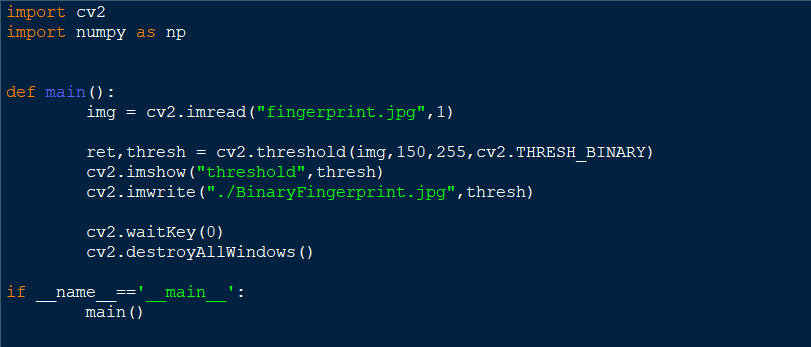 import cv2
import numpy as np
def main():
img = cv2.imread("fingerprint.jpg",1)
ret,thresh = cv2.threshold(img,150,255,cv2.THRESH_BINARY)
cv2.imshow("threshold",thresh)
cv2.imwrite("./BinaryFingerprint.jpg",thresh)
cv2.waitKey(0)
cv2.destroyAllWindows()
if __name__=='__main__':
main()